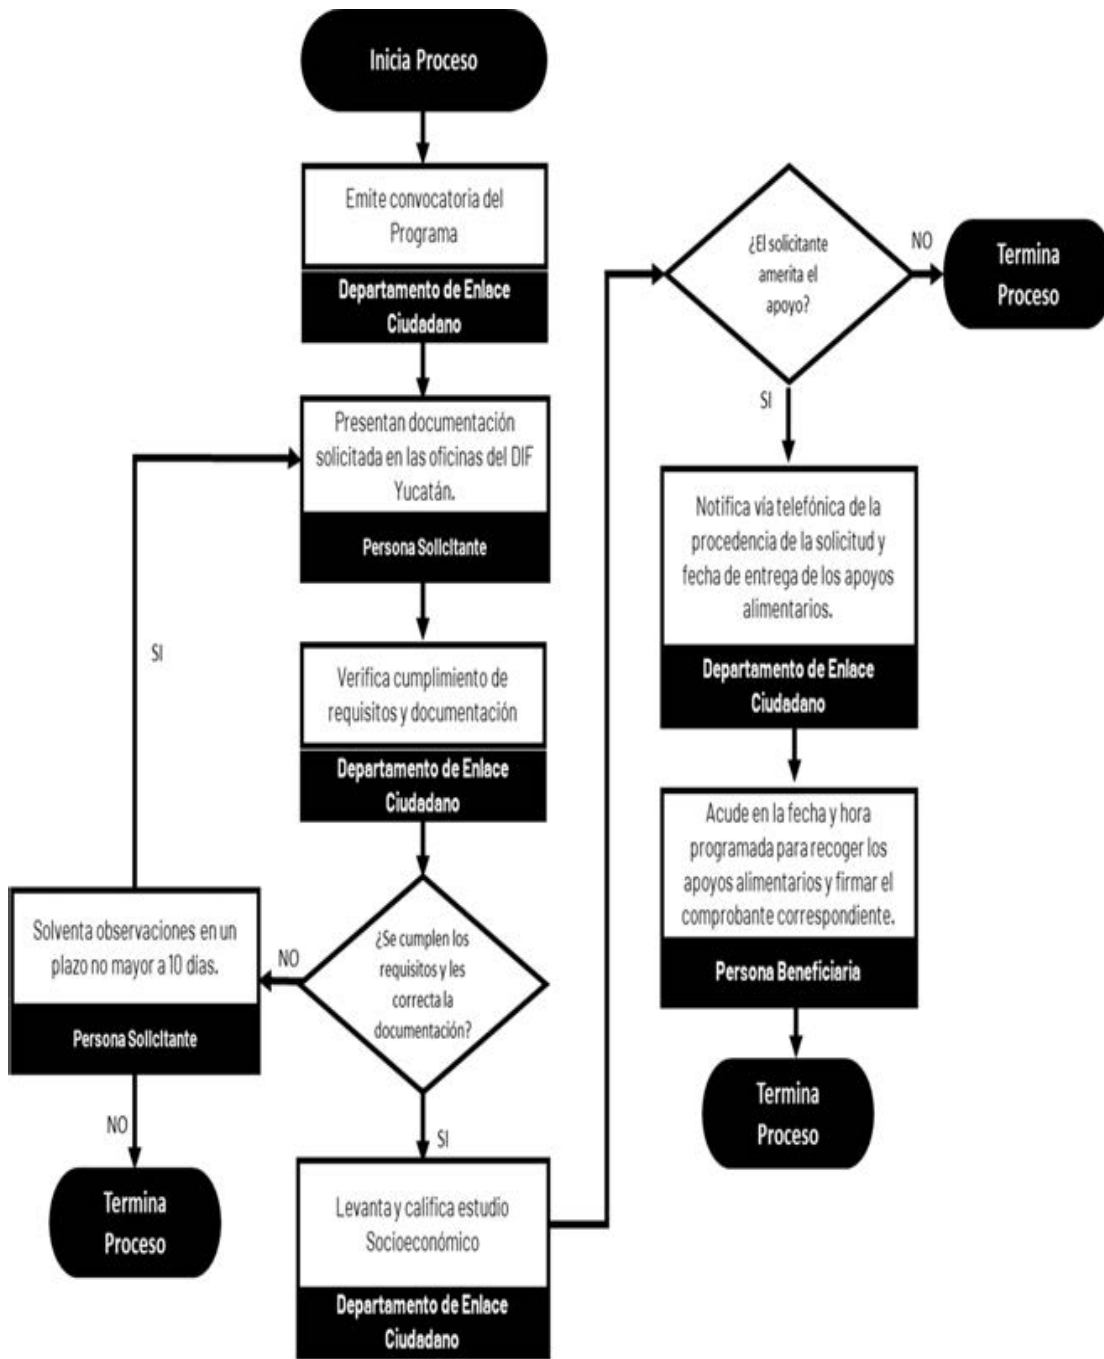 Inicia Proceso
Emite convocatoria del
Programa
Departamento de Enlace
Ciudadano
Presentan documentación
solicitada en las oficinas del DIF
Yucatán.
Persona Solicitante
SI
Verifica cumplimiento de
requisitos y documentación
Departamento de Enlace
Ciudadano
¿Se cumplen los
requisitos y les
correcta la
documentación?
NO
Solventa observaciones en un
plazo no mayor a 10 días.
Persona Solicitante
NO
Termina
Proceso
SI
Levanta y califica estudio
Socioeconómico
Departamento de Enlace
Ciudadano
¿El solicitante
amerita el
apoyo?
NO
Termina
Proceso
SI
Notifica vía telefónica de la
procedencia de la solicitud y
fecha de entrega de los apoyos
alimentarios.
Departamento de Enlace
Ciudadano
Acude en la fecha y hora
programada para recoger los
apoyos alimentarios y firmar el
comprobante correspondiente.
Persona Beneficiaria
Termina
Proceso